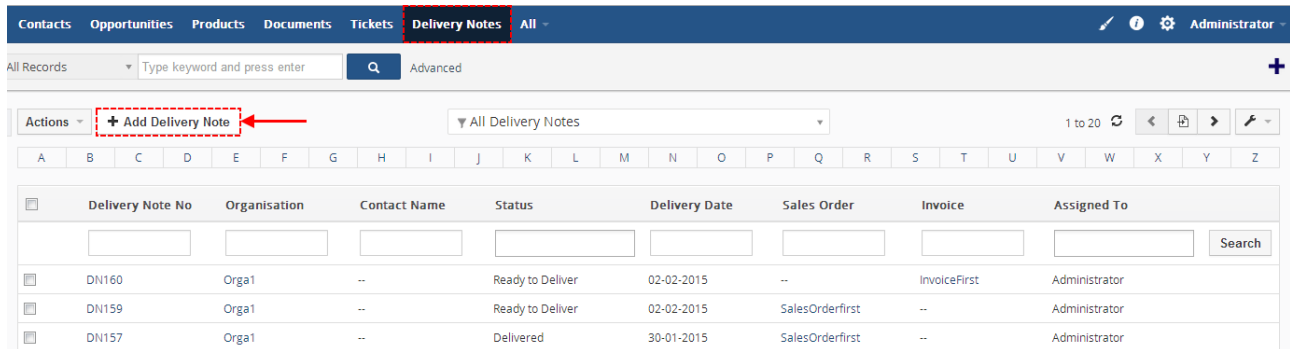 Contacts Opportunities Products Documents Tickets Delivery Notes All Administrator
All Records Type keyword and press enter Advanced
Actions + Add Delivery Note All Delivery Notes 1 to 20
A B C D E F G H I J K L M N O P Q R S T U V W X Y Z
Delivery Note No Organisation Contact Name Status Delivery Date Sales Order Invoice Assigned To
Search
DN160 Orga1 -- Ready to Deliver 02-02-2015 -- InvoiceFirst Administrator
DN159 Orga1 -- Ready to Deliver 02-02-2015 SalesOrderfirst -- Administrator
DN157 Orga1 -- Delivered 30-01-2015 SalesOrderfirst -- Administrator